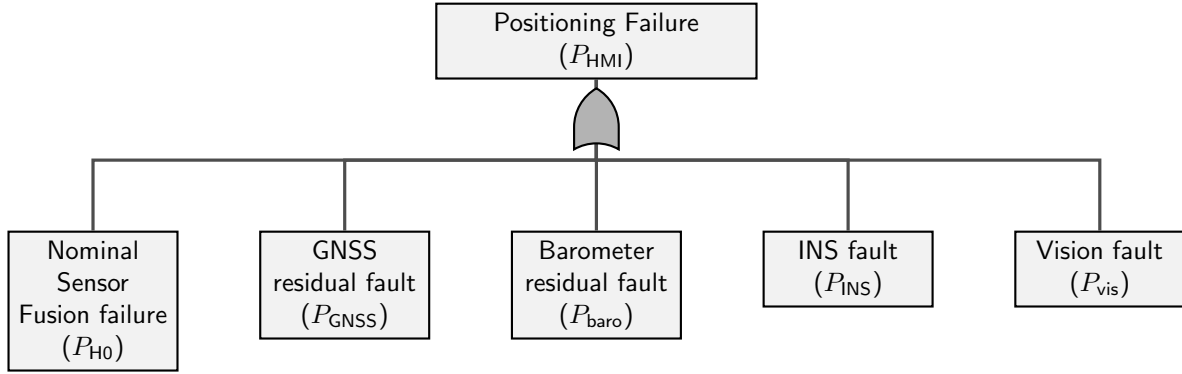 Positioning Failure
(P_HMI)
Nominal
Sensor
Fusion failure
(P_H0)
GNSS
residual fault
(P_GNSS)
Barometer
residual fault
(P_baro)
INS fault
(P_INS)
Vision fault
(P_vis)